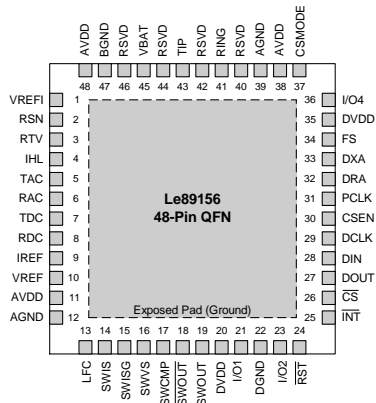 AVDD
BGND
RSVD
VBAT
RSVD
TIP
RSVD
RING
RSVD
AGND
AVDD
CSMODE
48 47 46 45 44 43 42 41 40 39 38 37
VREFI 1
RSN 2
RTV 3
IHL 4
TAC 5
RAC 6
TDC 7
RDC 8
IREF 9
VREF 10
AVDD 11
AGND 12
Le89156
48-Pin QFN
Exposed Pad (Ground)
36 I/O4
35 DVDD
34 FS
33 DXA
32 DRA
31 PCLK
30 CSEN
29 DCLK
28 DIN
27 DOUT
26 CS
25 INT
13 14 15 16 17 18 19 20 21 22 23 24
LFC
SWIS
SWISG
SWVS
SWCMP
SWOUT
SWOUT
DVDD
I/O1
DGND
I/O2
RST